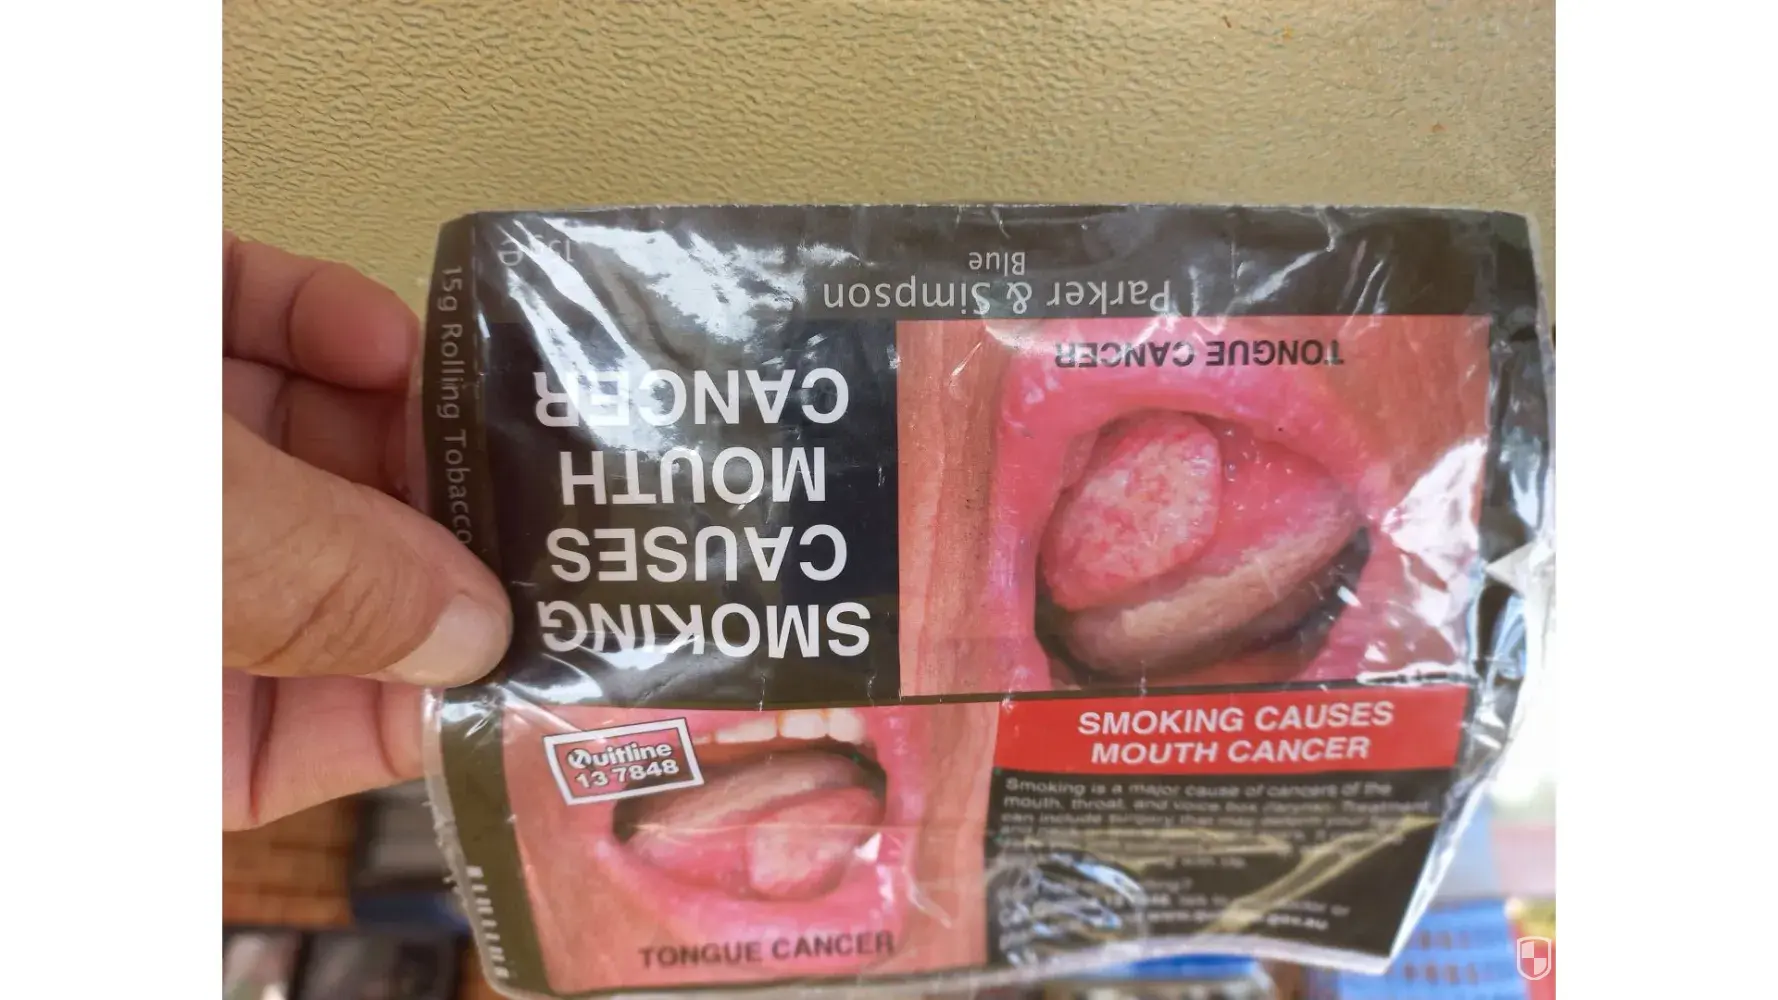 15g Rolling Tobacco
Parker & Simpson
Blue
SMOKING
CAUSES
MOUTH
CANCER
TONGUE CANCER
Quitline
13 7848
TONGUE CANCER
SMOKING CAUSES
MOUTH CANCER
Smoking is a major cause of cancers of the
mouth, throat, and voice box
can include surgery that may
with life.